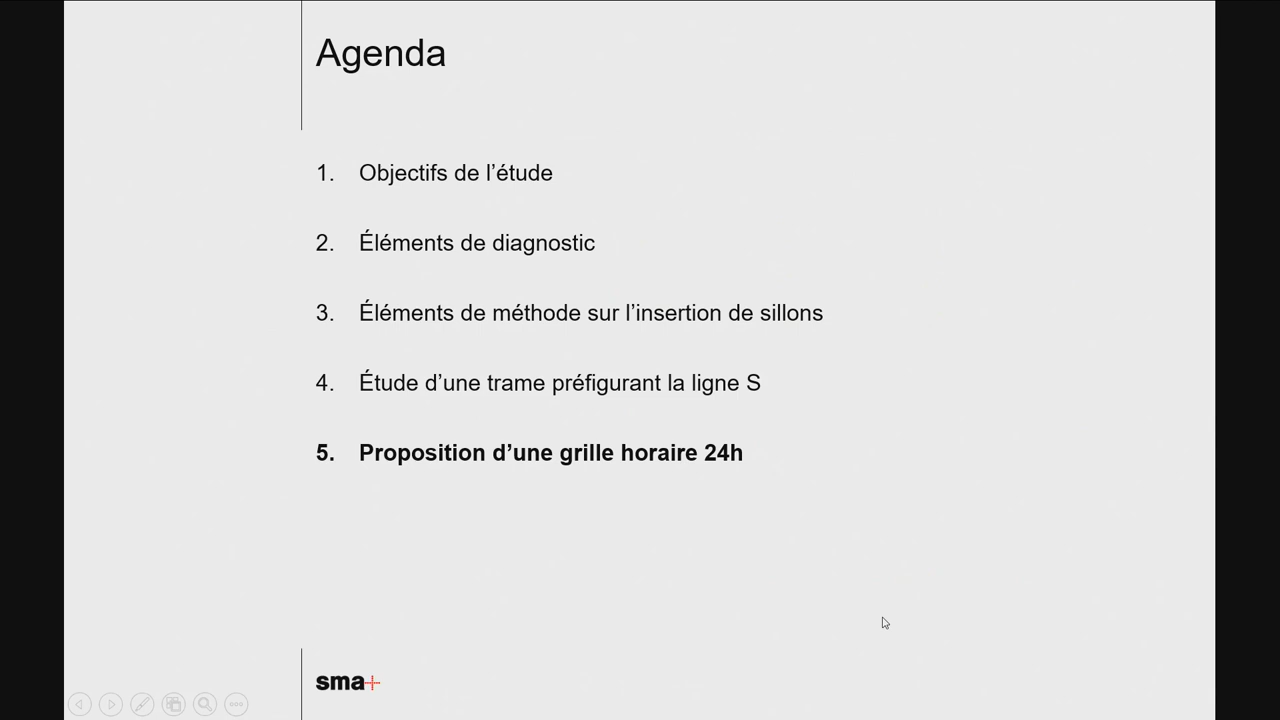 Agenda
1. Objectifs de l’étude
2. Éléments de diagnostic
3. Éléments de méthode sur l’insertion de sillons
4. Étude d’une trame préfigurant la ligne S
5. Proposition d’une grille horaire 24h
sma+